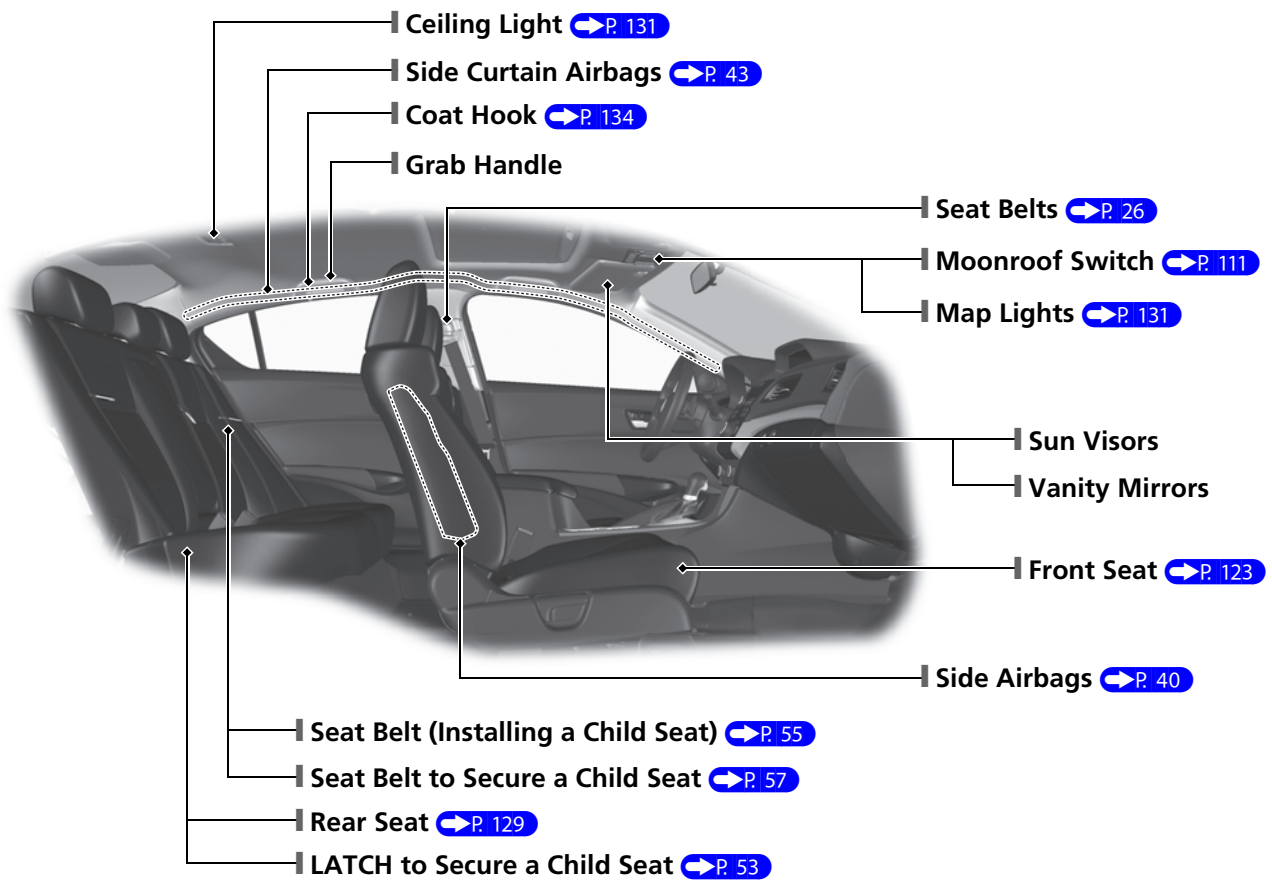 Ceiling Light P. 131
Side Curtain Airbags P. 43
Coat Hook P. 134
Grab Handle
Seat Belts P. 26
Moonroof Switch P. 111
Map Lights P. 131
Sun Visors
Vanity Mirrors
Front Seat P. 123
Side Airbags P. 40
Seat Belt (Installing a Child Seat) P. 55
Seat Belt to Secure a Child Seat P. 57
Rear Seat P. 129
LATCH to Secure a Child Seat P. 53